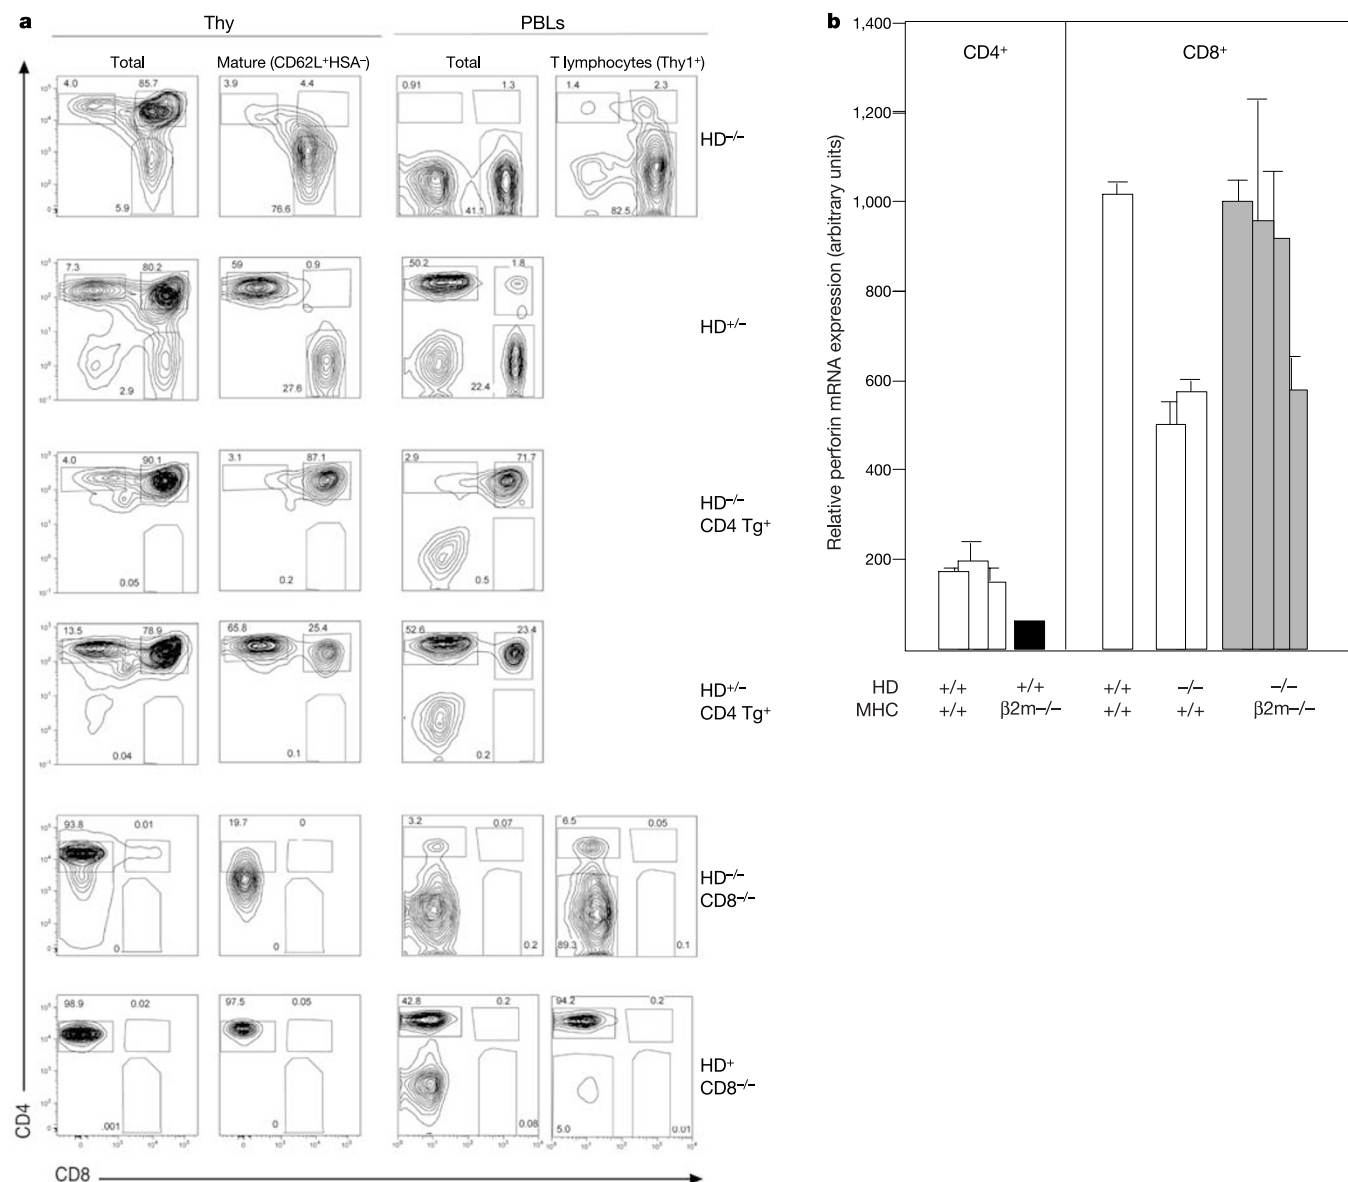 a
Thy PBLs
Total Mature (CD62L⁺HSA⁻) Total T lymphocytes (Thy1⁺)
4.0 85.7 3.9 4.4 0.91 1.3 1.4 2.3
HD⁻/⁻
5.9 76.6 41.1 82.5
7.3 80.2 59 0.9 50.2 1.8
HD⁺/⁻
2.9 27.6 22.4
4.0 90.1 3.1 87.1 2.9 71.7
HD⁻/⁻
CD4 Tg⁺
0.05 0.2 0.5
13.5 78.9 65.8 25.4 52.6 23.4
HD⁺/⁻
CD4 Tg⁺
0.04 0.1 0.2
93.8 0.01 19.7 0 3.2 0.07 6.5 0.05
HD⁻/⁻
CD8⁻/⁻
0 0 0.2 89.3 0.1
98.9 0.02 97.5 0.05 42.8 0.2 94.2 0.2
HD⁺
CD8⁻/⁻
.001 0 0.08 5.0 0.01
CD4
CD8
b
CD4⁺ CD8⁺
Relative perforin mRNA expression (arbitrary units)
1,400
1,200
1,000
800
600
400
200
HD +/+ +/+ +/+ −/− −/−
MHC +/+ β2m−/− +/+ +/+ β2m−/−